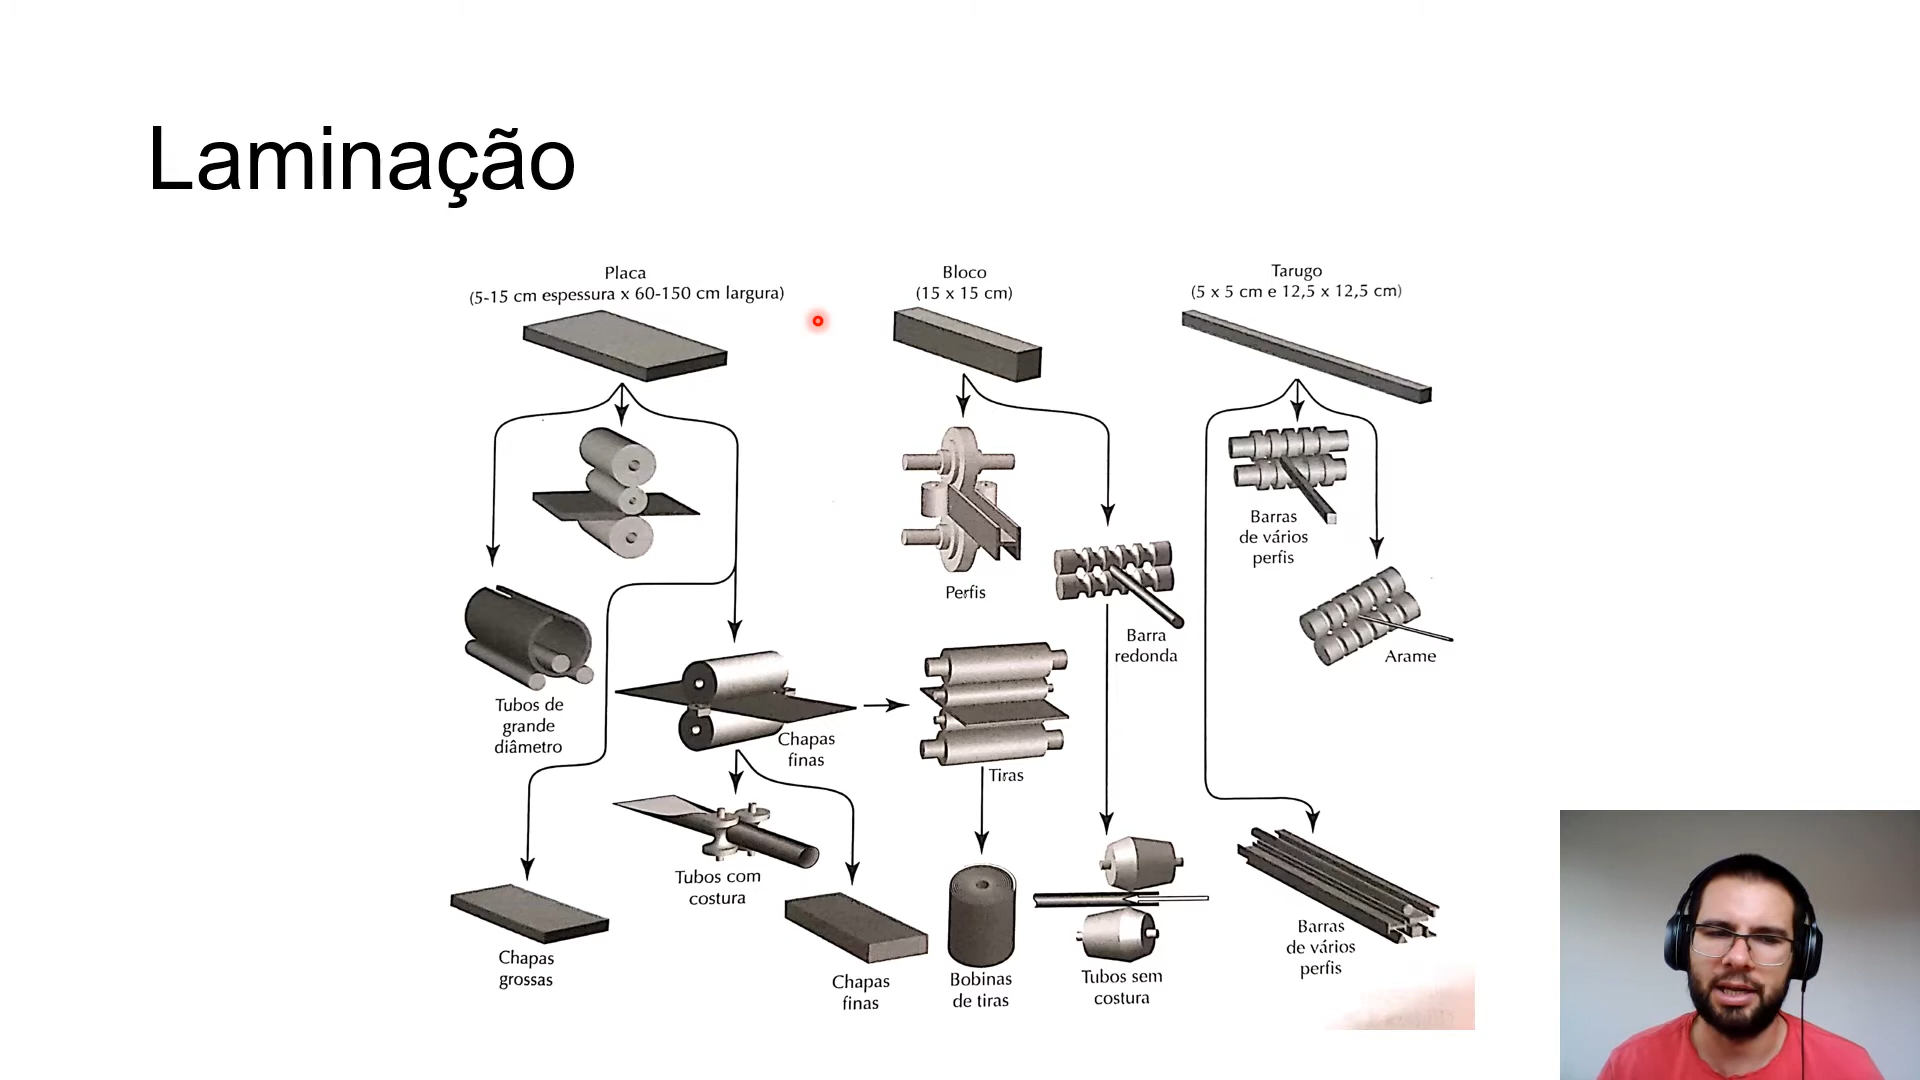 Laminação
Placa
(5-15 cm espessura x 60-150 cm largura)
Bloco
(15 x 15 cm)
Tarugo
(5 x 5 cm e 12,5 x 12,5 cm)
Barras
de vários
perfis
Perfis
Barra
redonda
Arame
Tubos de
grande
diâmetro
Chapas
finas
Tiras
Tubos com
costura
Chapas
grossas
Chapas
finas
Bobinas
de tiras
Tubos sem
costura
Barras
de vários
perfis